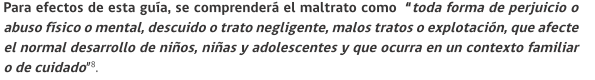 Para efectos de esta guía, se comprenderá el maltrato como "toda forma de perjuicio o
abuso físico o mental, descuido o trato negligente, malos tratos o explotación, que afecte
el normal desarrollo de niños, niñas y adolescentes y que ocurra en un contexto familiar
o de cuidado"⁸.